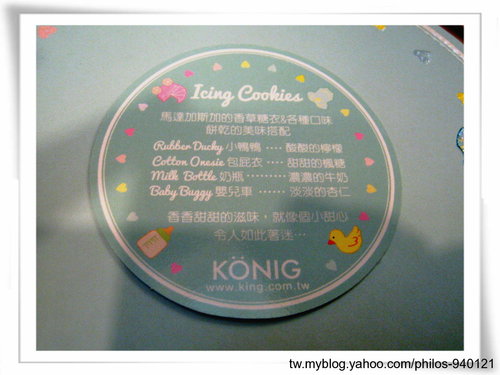 Icing Cookies
馬達加斯加的香草糖衣&各種口味
餅乾的美味搭配
Rubber Ducky 小鴨鴨 ···· 酸酸的檸檬
Cotton Onesie 包屁衣 ···· 甜甜的楓糖
Milk Bottle 奶瓶 ········ 濃濃的牛奶
Baby Buggy 嬰兒車 ······ 淡淡的杏仁
香香甜甜的滋味，就像個小甜心
令人如此著迷…
KÖNIG
www.king.com.tw
tw.myblog.yahoo.com/philos-940121